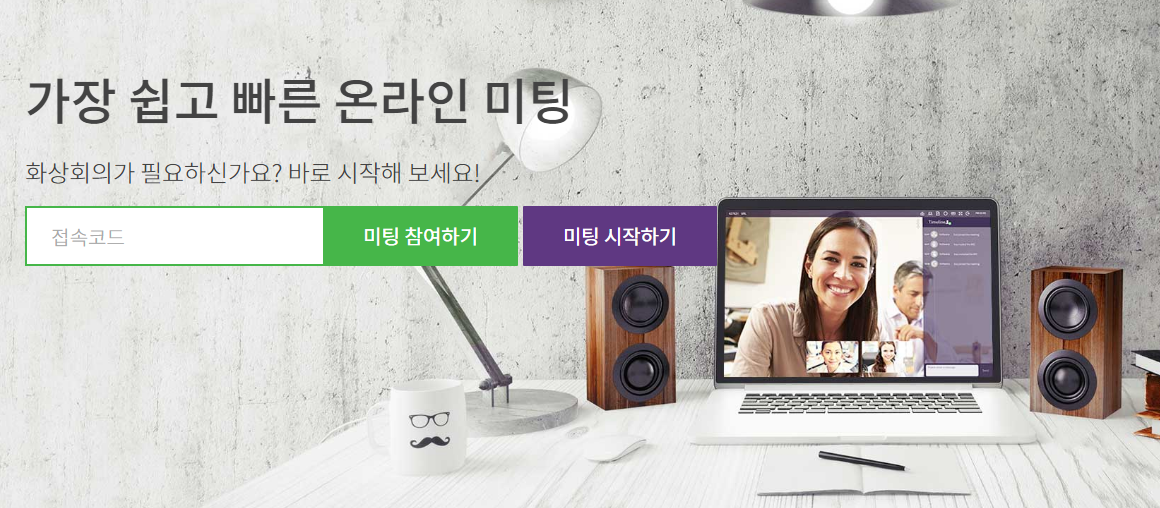 가장 쉽고 빠른 온라인 미팅
화상회의가 필요하신가요? 바로 시작해 보세요!
접속코드
미팅 참여하기
미팅 시작하기